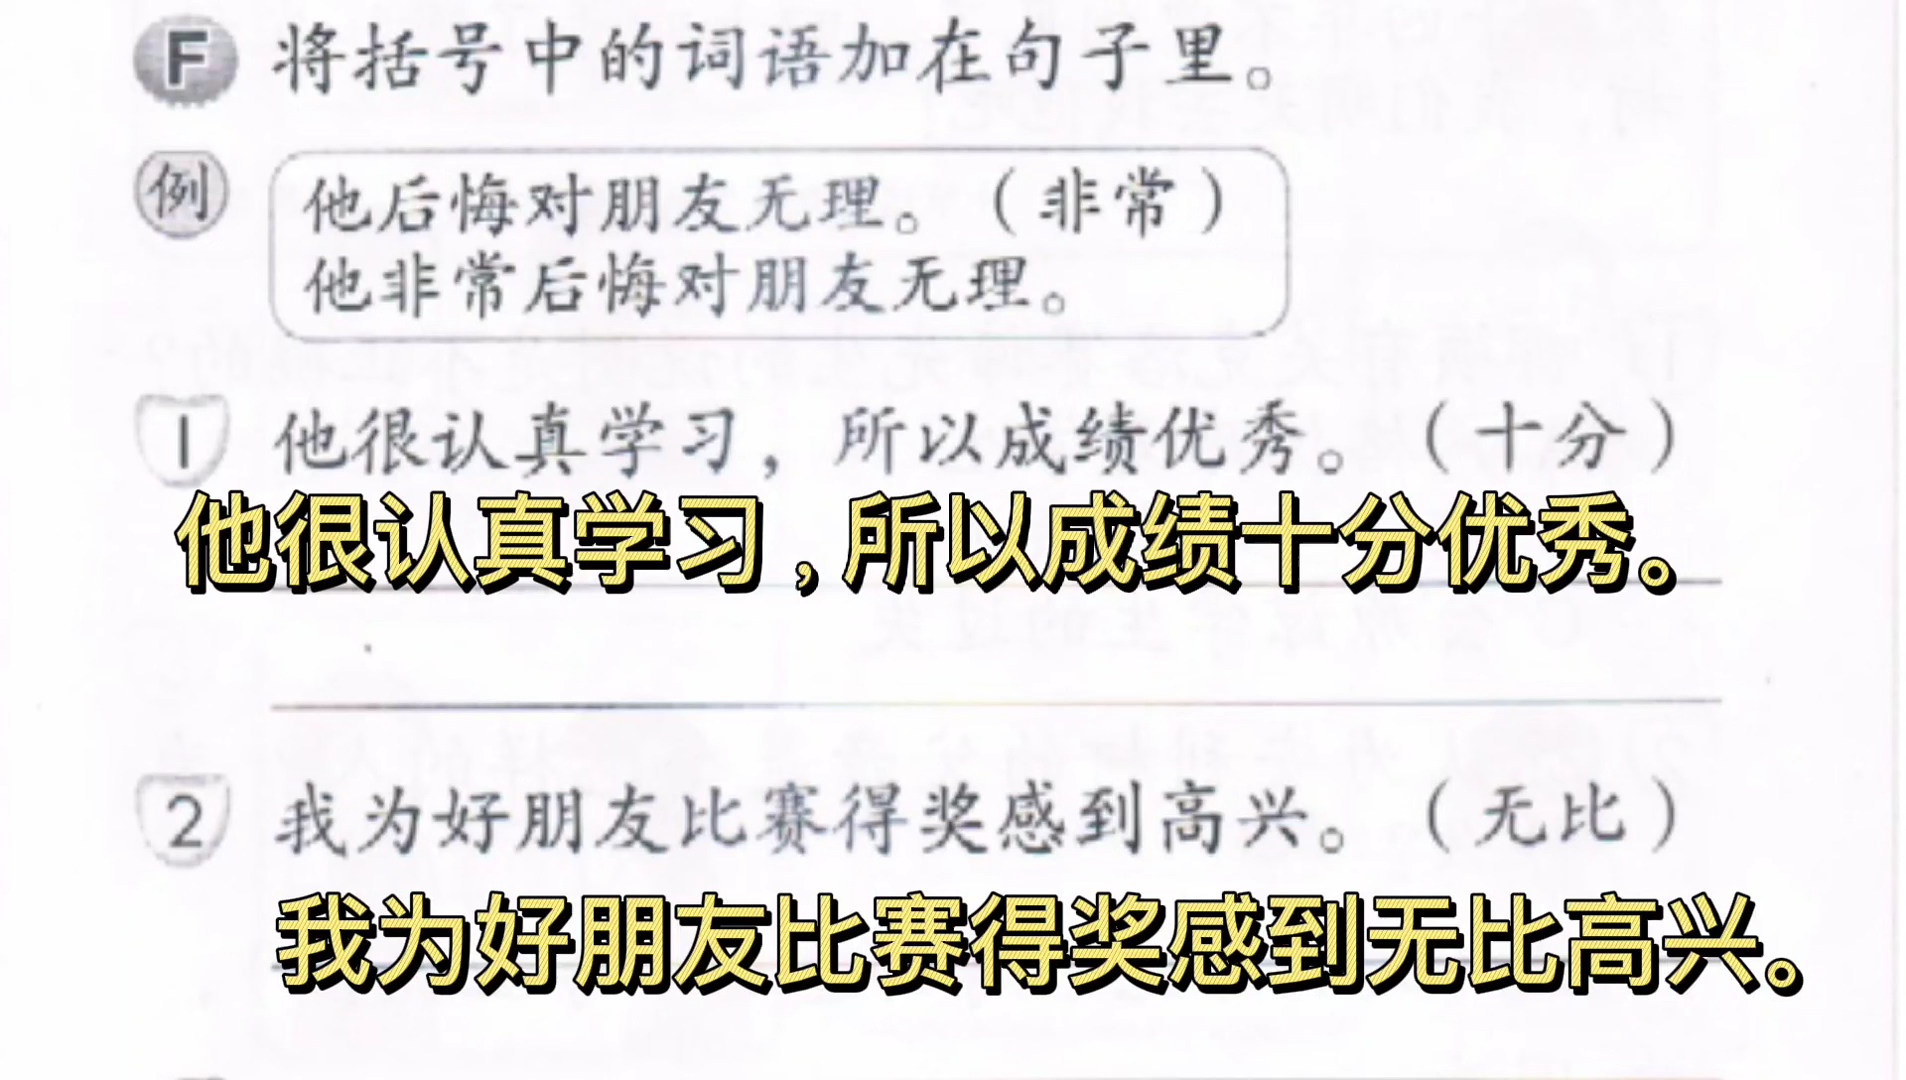 F 将括号中的词语加在句子里。
例 他后悔对朋友无理。（非常）
他非常后悔对朋友无理。
1 他很认真学习，所以成绩优秀。（十分）
他很认真学习，所以成绩十分优秀。
2 我为好朋友比赛得奖感到高兴。（无比）
我为好朋友比赛得奖感到无比高兴。